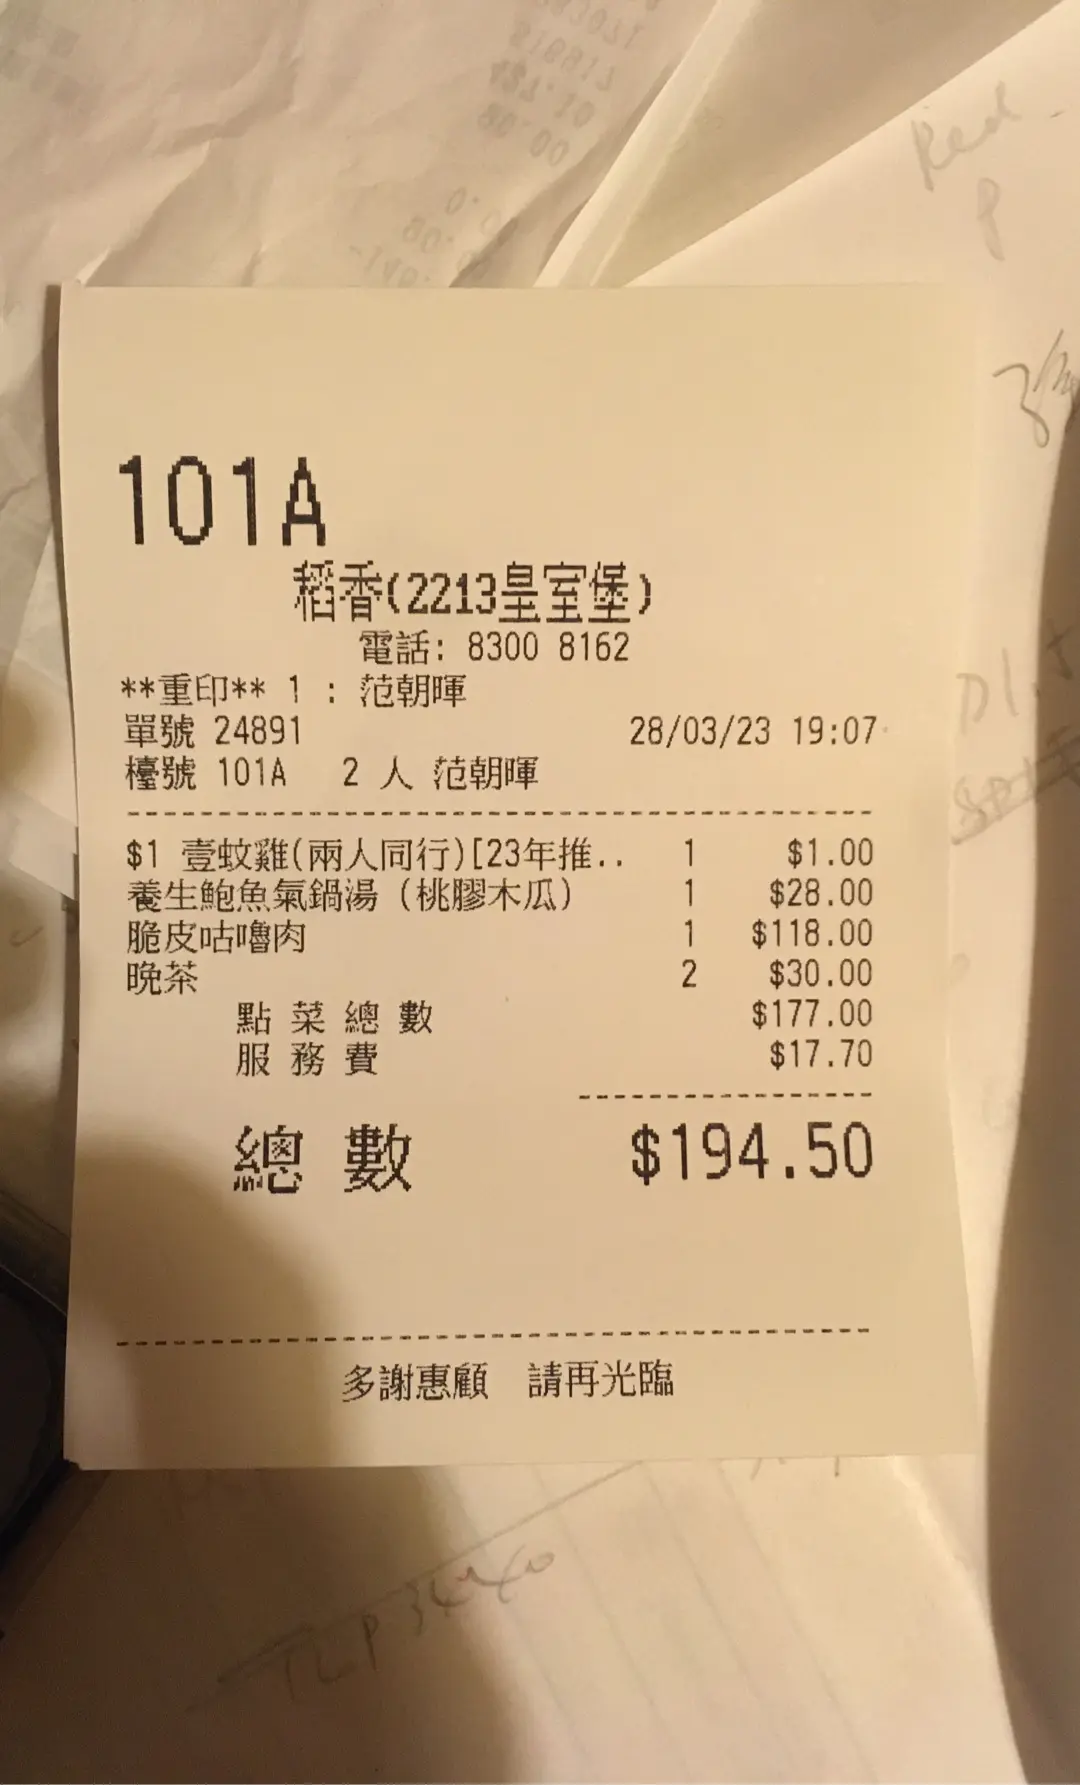 101A
稻香(2213皇室堡)
電話: 8300 8162
**重印** 1 : 范朝暉
單號 24891 28/03/23 19:07
檯號 101A 2 人 范朝暉
$1 壹蚊雞(兩人同行)[23年推.. 1 $1.00
養生鮑魚氣鍋湯 (桃膠木瓜) 1 $28.00
脆皮咕嚕肉 1 $118.00
晚茶 2 $30.00
點菜總數 $177.00
服務費 $17.70
總數 $194.50
多謝惠顧 請再光臨
Red